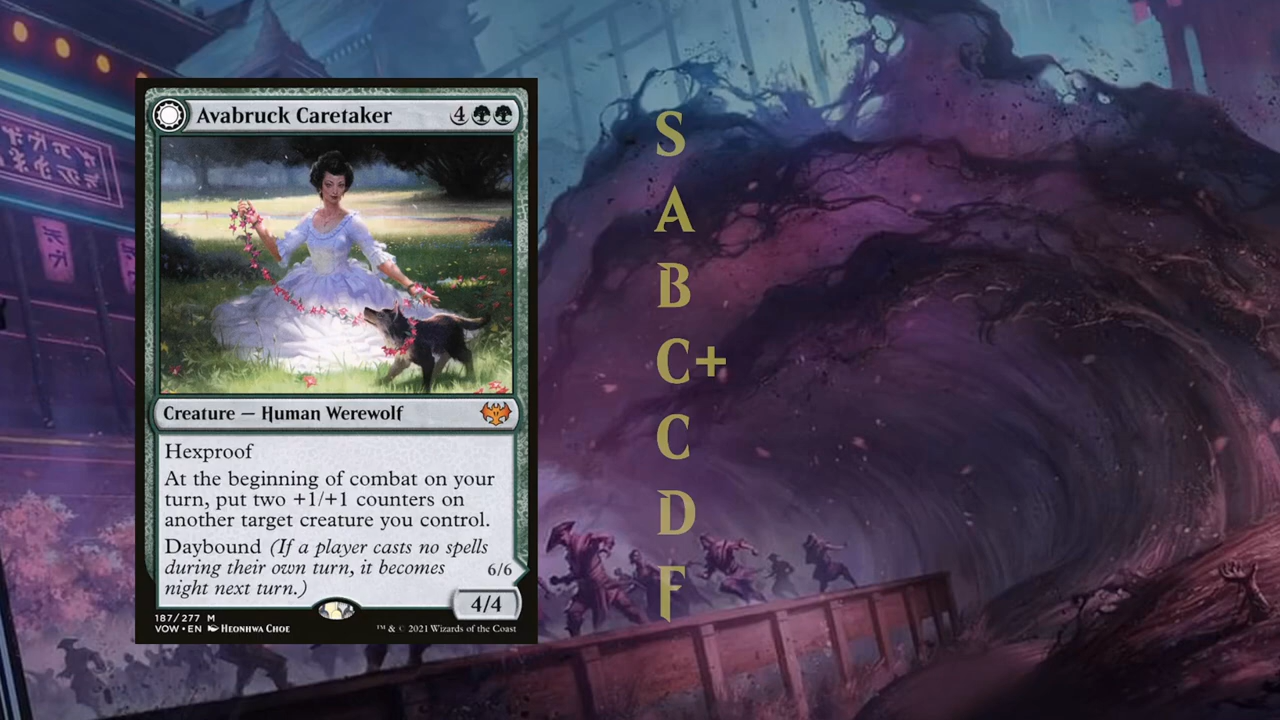 Avabruck Caretaker 4
Creature — Human Werewolf
Hexproof
At the beginning of combat on your
turn, put two +1/+1 counters on
another target creature you control.
Daybound (If a player casts no spells
during their own turn, it becomes
night next turn.)
6/6
4/4
187/277 M
VOW • EN HEONHWA CHOE
™ & © 2021 Wizards of the Coast
S
A
B
C+
C
D
F